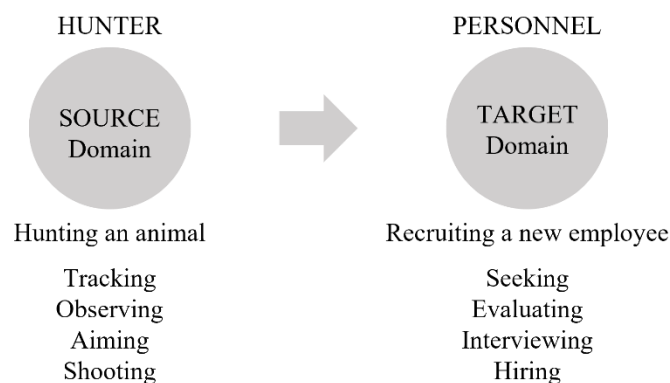 HUNTER
SOURCE
Domain
Hunting an animal
Tracking
Observing
Aiming
Shooting
PERSONNEL
TARGET
Domain
Recruiting a new employee
Seeking
Evaluating
Interviewing
Hiring